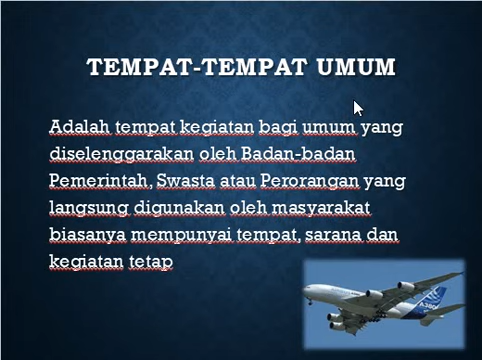 TEMPAT-TEMPAT UMUM
Adalah tempat kegiatan bagi umum yang
diselenggarakan oleh Badan-badan
Pemerintah, Swasta atau Perorangan yang
langsung digunakan oleh masyarakat
biasanya mempunyai tempat, sarana dan
kegiatan tetap
A380